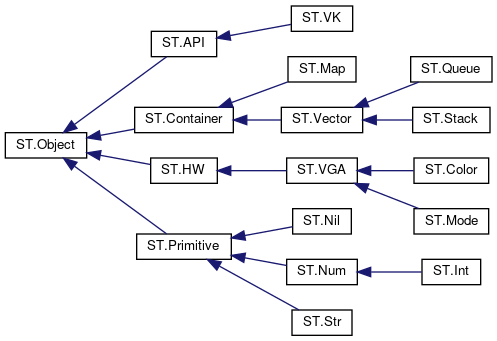 ST.Object
ST.API
ST.VK
ST.Container
ST.Map
ST.Vector
ST.Queue
ST.Stack
ST.HW
ST.VGA
ST.Color
ST.Mode
ST.Primitive
ST.Nil
ST.Num
ST.Int
ST.Str